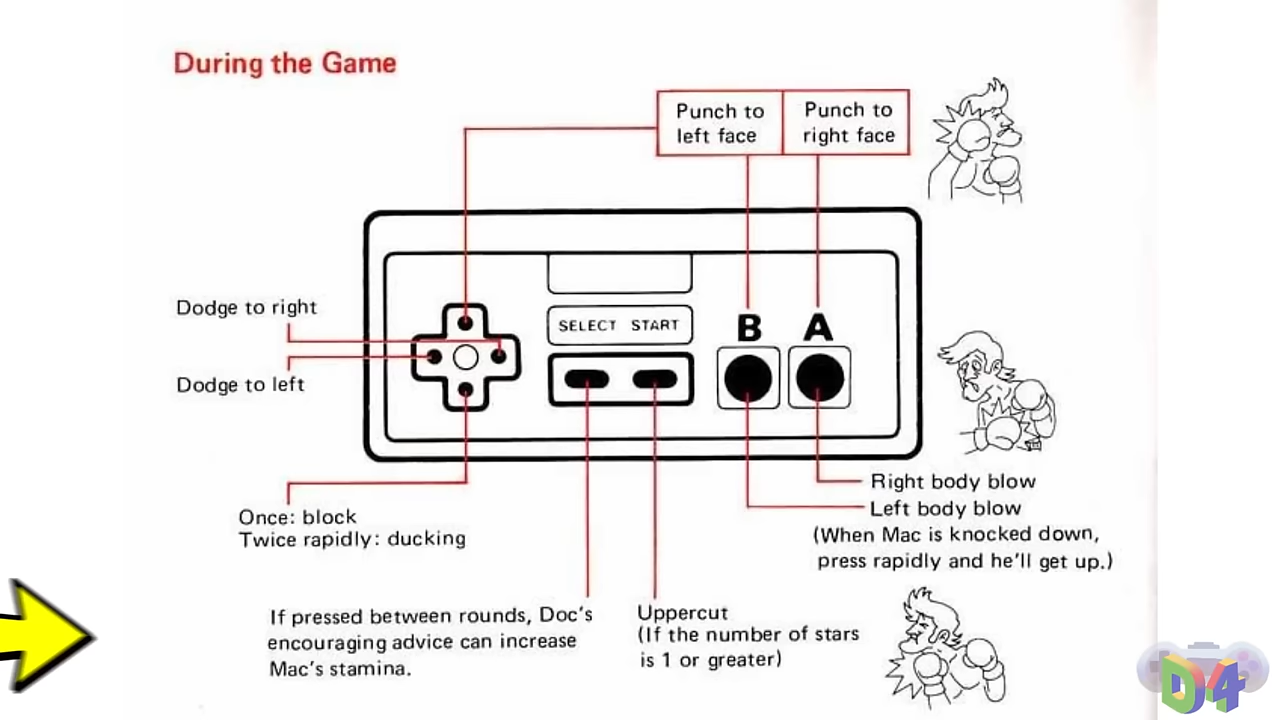 During the Game
Punch to
left face
Punch to
right face
Dodge to right
SELECT START
B A
Dodge to left
Right body blow
Left body blow
(When Mac is knocked down,
press rapidly and he'll get up.)
Once: block
Twice rapidly: ducking
If pressed between rounds, Doc's
encouraging advice can increase
Mac's stamina.
Uppercut
(If the number of stars
is 1 or greater)
D4